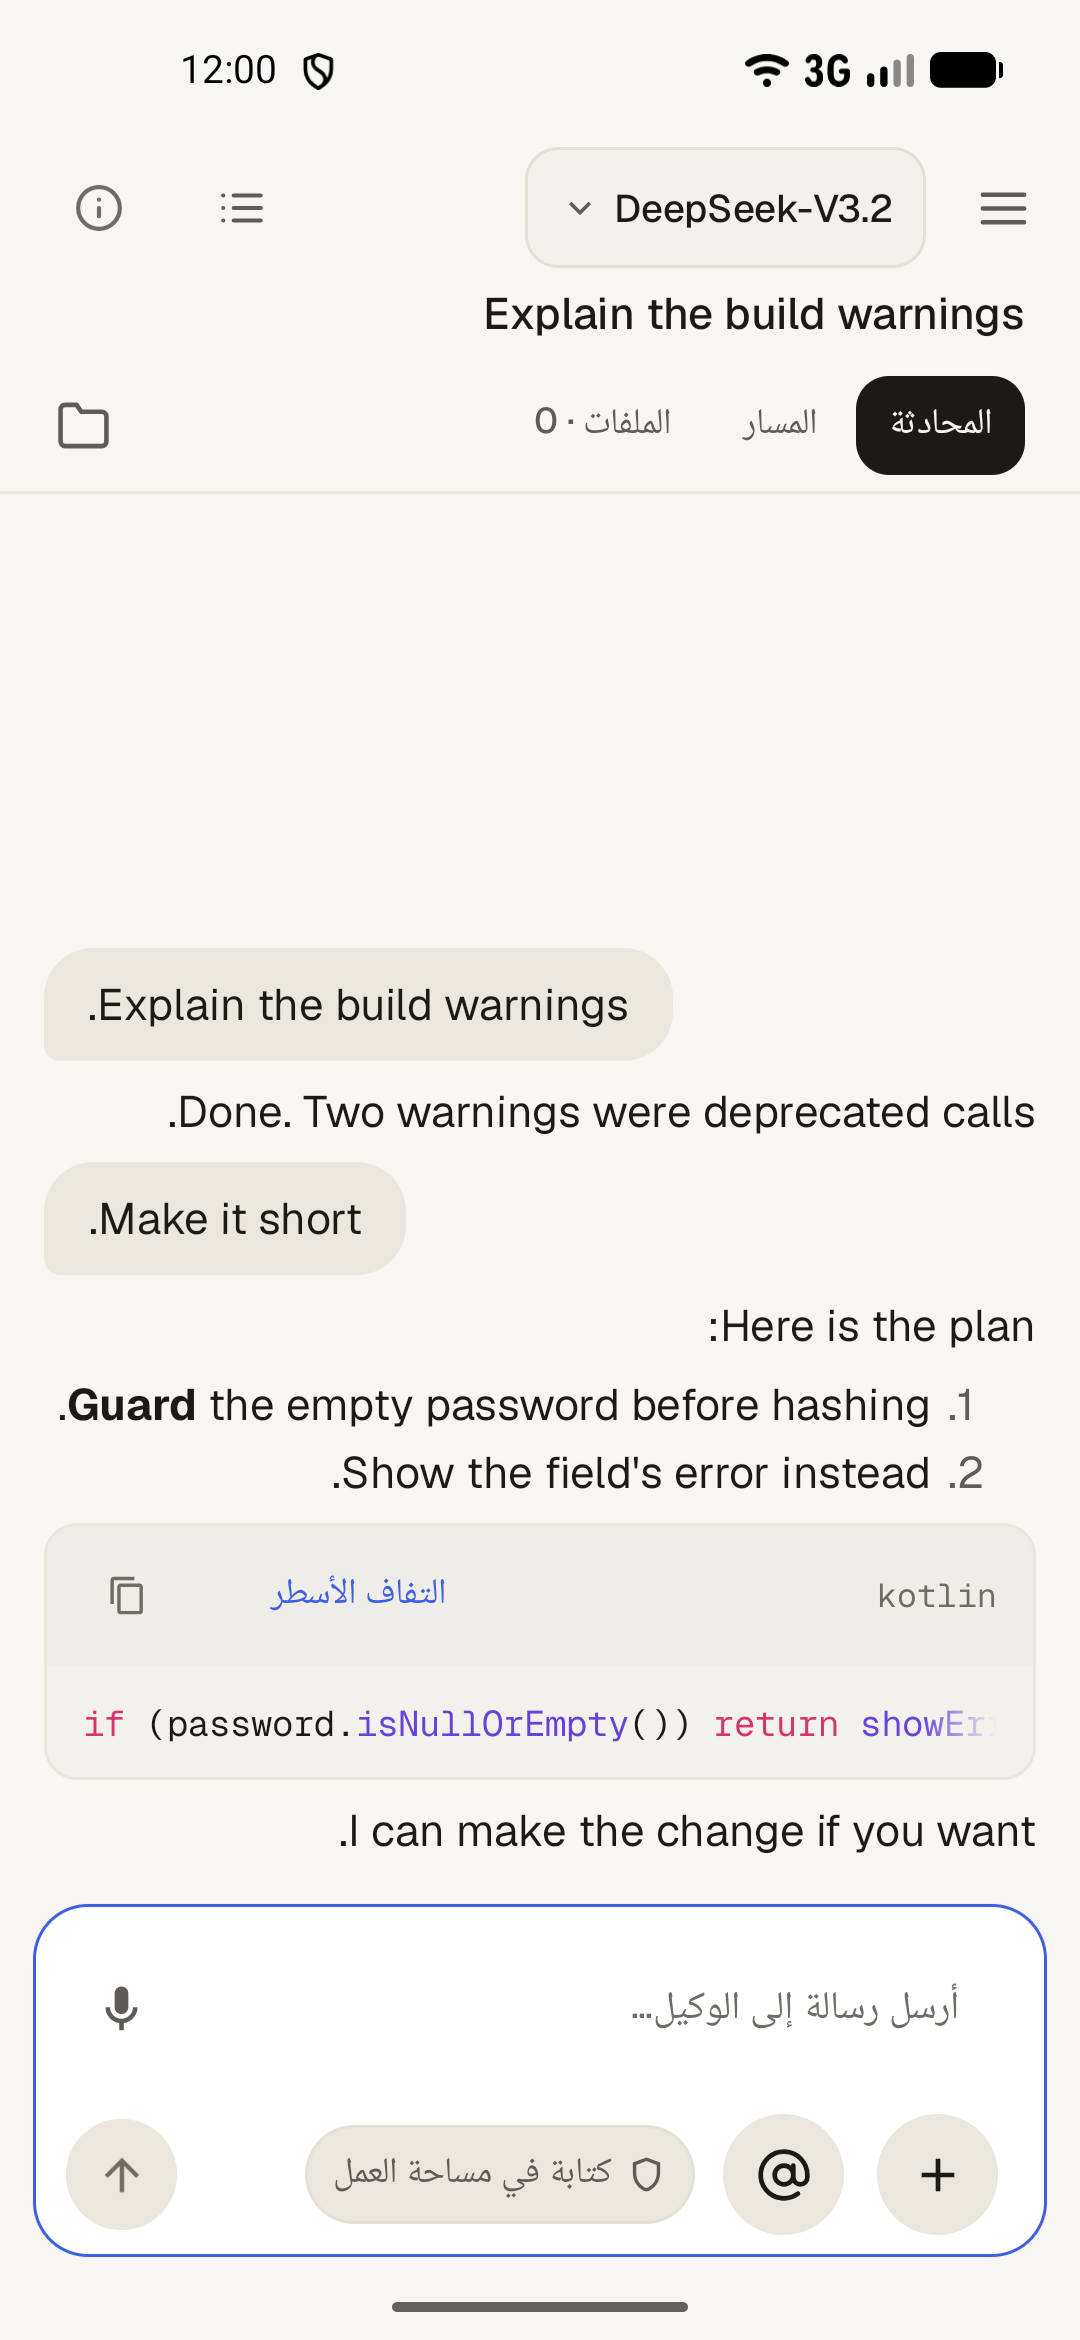 12:00
3G
DeepSeek-V3.2
Explain the build warnings
المحادثة
المسار
الملفات · 0
Explain the build warnings.
Done. Two warnings were deprecated calls.
Make it short.
Here is the plan:
1. Guard the empty password before hashing.
2. Show the field's error instead.
kotlin
التفاف الأسطر
if (password.isNullOrEmpty()) return showEr
I can make the change if you want.
أرسل رسالة إلى الوكيل...
كتابة في مساحة العمل